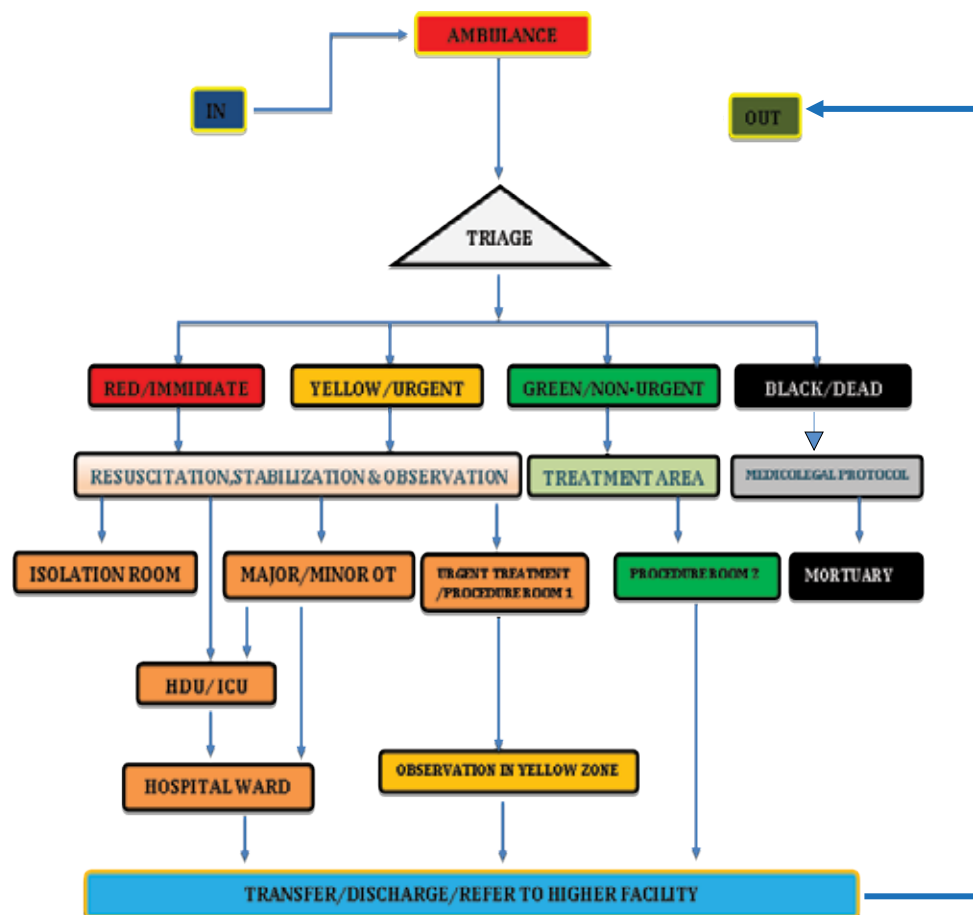 AMBULANCE
IN
OUT
TRIAGE
RED/IMMIDIATE
YELLOW/URGENT
GREEN/NON-URGENT
BLACK/DEAD
RESUSCITATION,STABILIZATION & OBSERVATION
TREATMENT AREA
MEDICOLEGAL PROTOCOL
ISOLATION ROOM
MAJOR/MINOR OT
URGENT TREATMENT
/PROCEDURE ROOM 1
PROCEDURE ROOM 2
MORTUARY
HDU/ ICU
HOSPITAL WARD
OBSERVATION IN YELLOW ZONE
TRANSFER/DISCHARGE/REFER TO HIGHER FACILITY